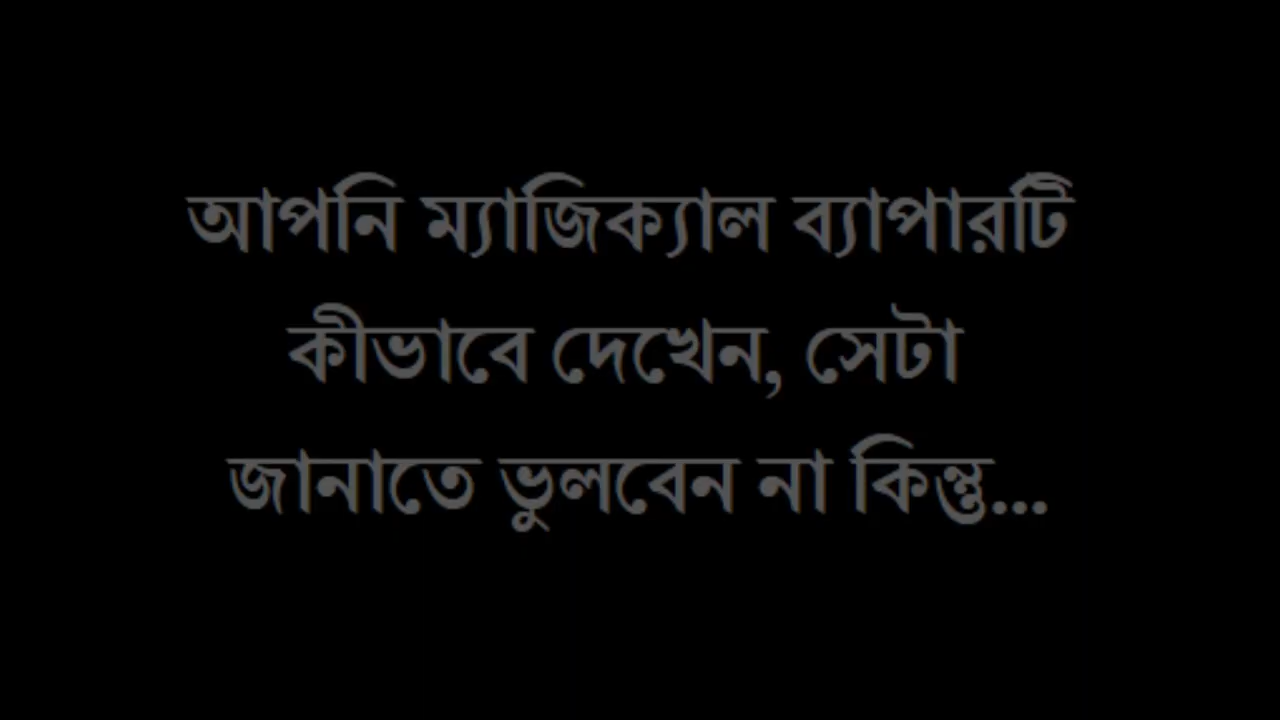 আপনি ম্যাজিক্যাল ব্যাপারটি
কীভাবে দেখেন, সেটা
জানাতে ভুলবেন না কিন্তু...